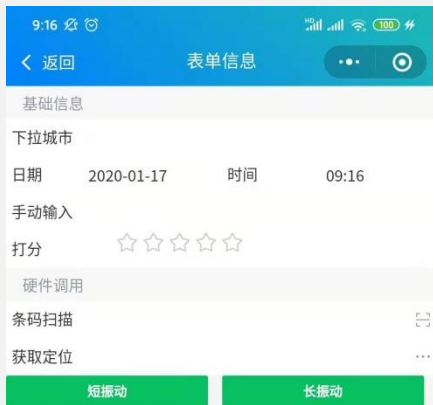 9:16 HD 100
返回 表单信息
基础信息
下拉城市
日期 2020-01-17 时间 09:16
手动输入
打分
硬件调用
条码扫描
获取定位
短振动 长振动